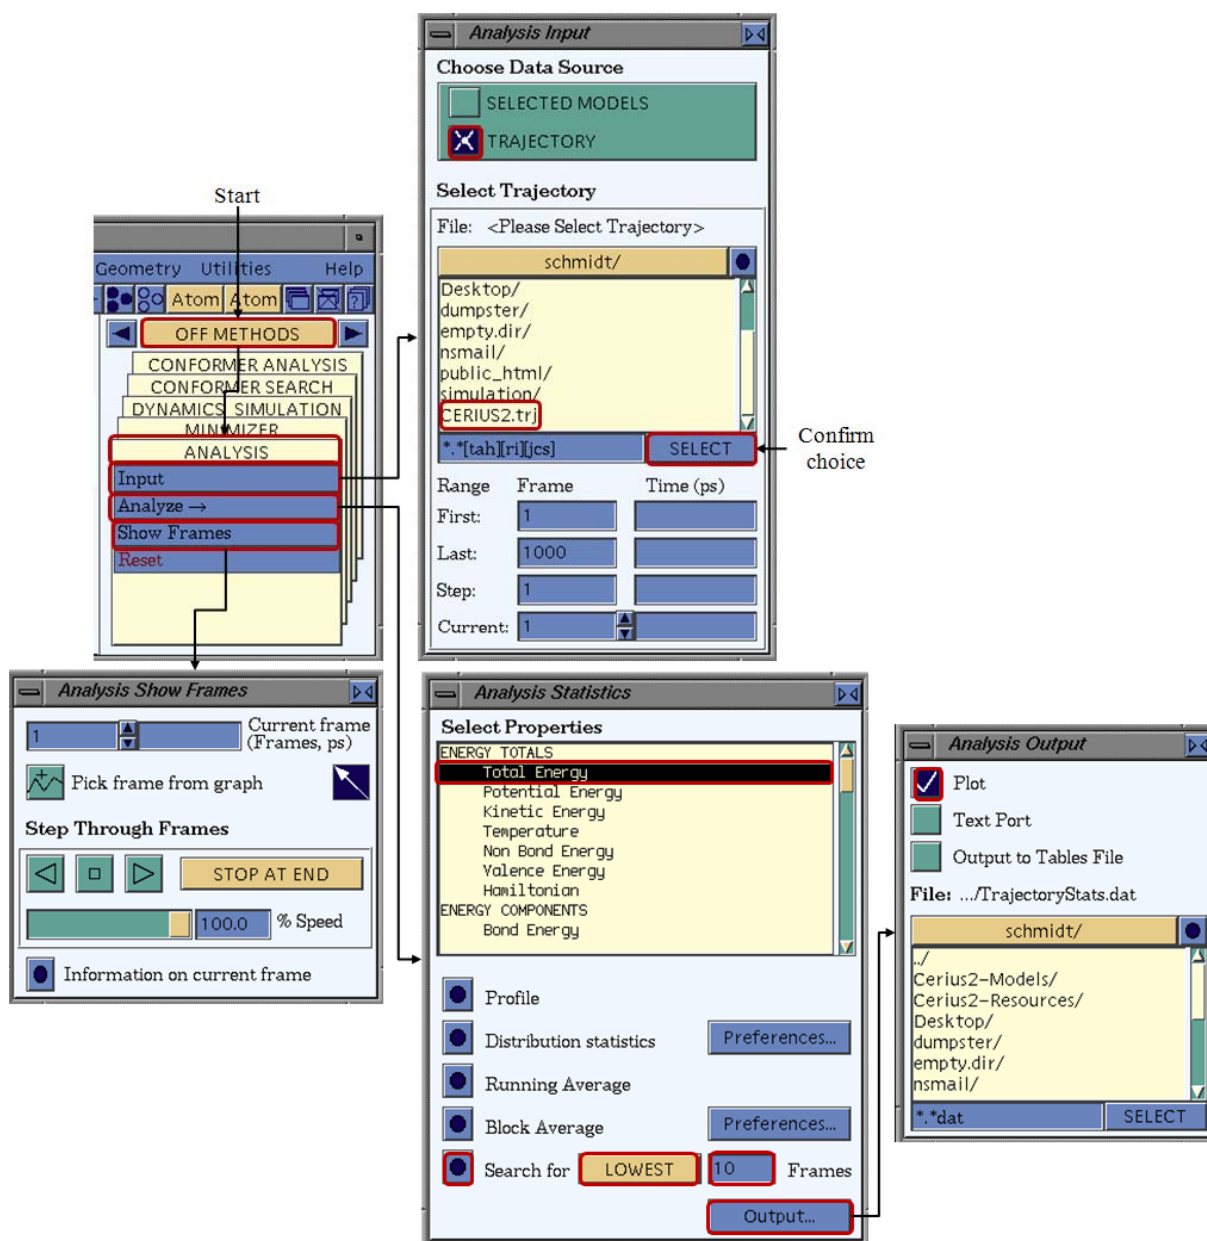 Analysis Input
Choose Data Source
SELECTED MODELS
TRAJECTORY
Select Trajectory
File: <Please Select Trajectory>
schmidt/
Desktop/
dumpster/
empty.dir/
nsmail/
public_html/
simulation/
CERIUS2.trj
*.*[tah][ri][jcs] SELECT
Confirm
choice
Range Frame Time (ps)
First: 1
Last: 1000
Step: 1
Current: 1
Start
Geometry Utilities Help
Atom Atom
OFF METHODS
CONFORMER ANALYSIS
CONFORMER SEARCH
DYNAMICS SIMULATION
MINIMIZER
ANALYSIS
Input
Analyze →
Show Frames
Reset
Analysis Show Frames
1 Current frame
(Frames, ps)
Pick frame from graph
Step Through Frames
STOP AT END
100.0 % Speed
Information on current frame
Analysis Statistics
Select Properties
ENERGY TOTALS
Total Energy
Potential Energy
Kinetic Energy
Temperature
Non Bond Energy
Valence Energy
Hamiltonian
ENERGY COMPONENTS
Bond Energy
Profile
Distribution statistics Preferences...
Running Average
Block Average Preferences...
Search for LOWEST 10 Frames
Output...
Analysis Output
Plot
Text Port
Output to Tables File
File: .../TrajectoryStats.dat
schmidt/
../
Cerius2-Models/
Cerius2-Resources/
Desktop/
dumpster/
empty.dir/
nsmail/
*.*dat SELECT